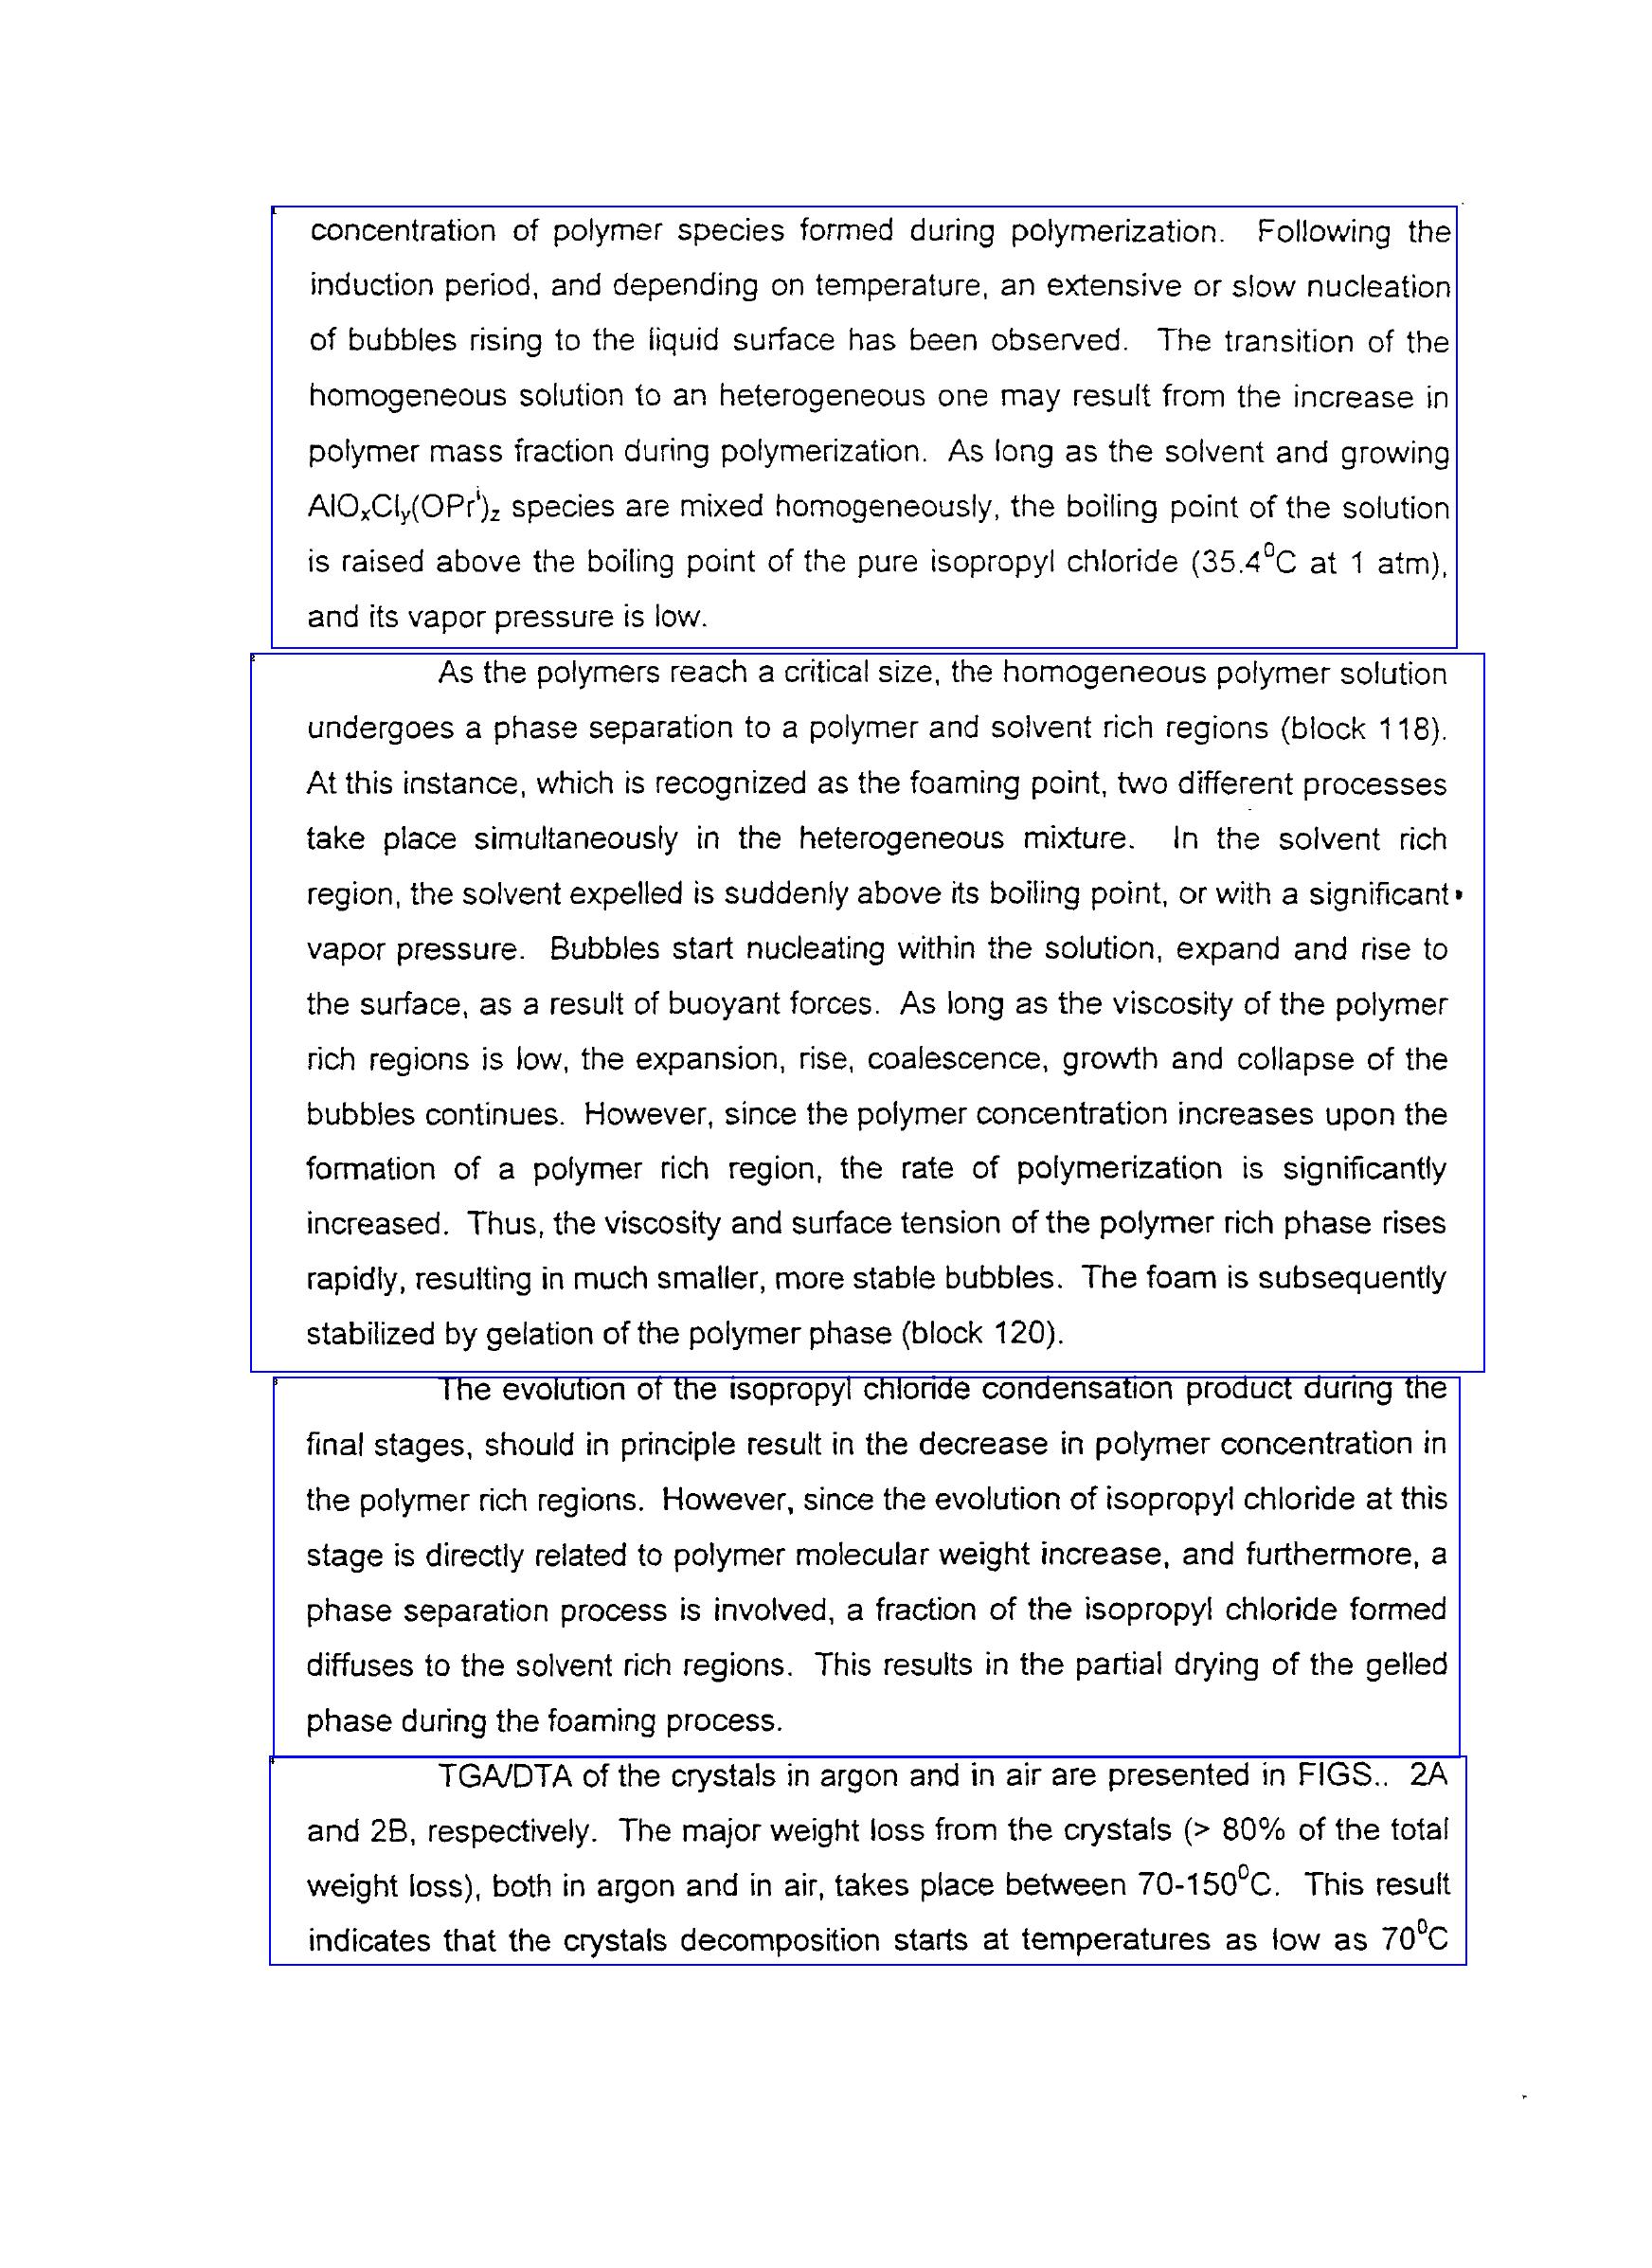 concentration of polymer species formed during polymerization. Following the
induction period, and depending on temperature, an extensive or slow nucleation
of bubbles rising to the liquid surface has been observed. The transition of the
homogeneous solution to an heterogeneous one may result from the increase in
polymer mass fraction during polymerization. As long as the solvent and growing
AlOₓClᵧ(OPrⁱ)z species are mixed homogeneously, the boiling point of the solution
is raised above the boiling point of the pure isopropyl chloride (35.4⁰C at 1 atm),
and its vapor pressure is low.
As the polymers reach a critical size, the homogeneous polymer solution
undergoes a phase separation to a polymer and solvent rich regions (block 118).
At this instance, which is recognized as the foaming point, two different processes
take place simultaneously in the heterogeneous mixture. In the solvent rich
region, the solvent expelled is suddenly above its boiling point, or with a significant
vapor pressure. Bubbles start nucleating within the solution, expand and rise to
the surface, as a result of buoyant forces. As long as the viscosity of the polymer
rich regions is low, the expansion, rise, coalescence, growth and collapse of the
bubbles continues. However, since the polymer concentration increases upon the
formation of a polymer rich region, the rate of polymerization is significantly
increased. Thus, the viscosity and surface tension of the polymer rich phase rises
rapidly, resulting in much smaller, more stable bubbles. The foam is subsequently
stabilized by gelation of the polymer phase (block 120).
The evolution of the isopropyl chloride condensation product during the
final stages, should in principle result in the decrease in polymer concentration in
the polymer rich regions. However, since the evolution of isopropyl chloride at this
stage is directly related to polymer molecular weight increase, and furthermore, a
phase separation process is involved, a fraction of the isopropyl chloride formed
diffuses to the solvent rich regions. This results in the partial drying of the gelled
phase during the foaming process.
TGA/DTA of the crystals in argon and in air are presented in FIGS.. 2A
and 2B, respectively. The major weight loss from the crystals (> 80% of the total
weight loss), both in argon and in air, takes place between 70-150⁰C. This result
indicates that the crystals decomposition starts at temperatures as low as 70⁰C